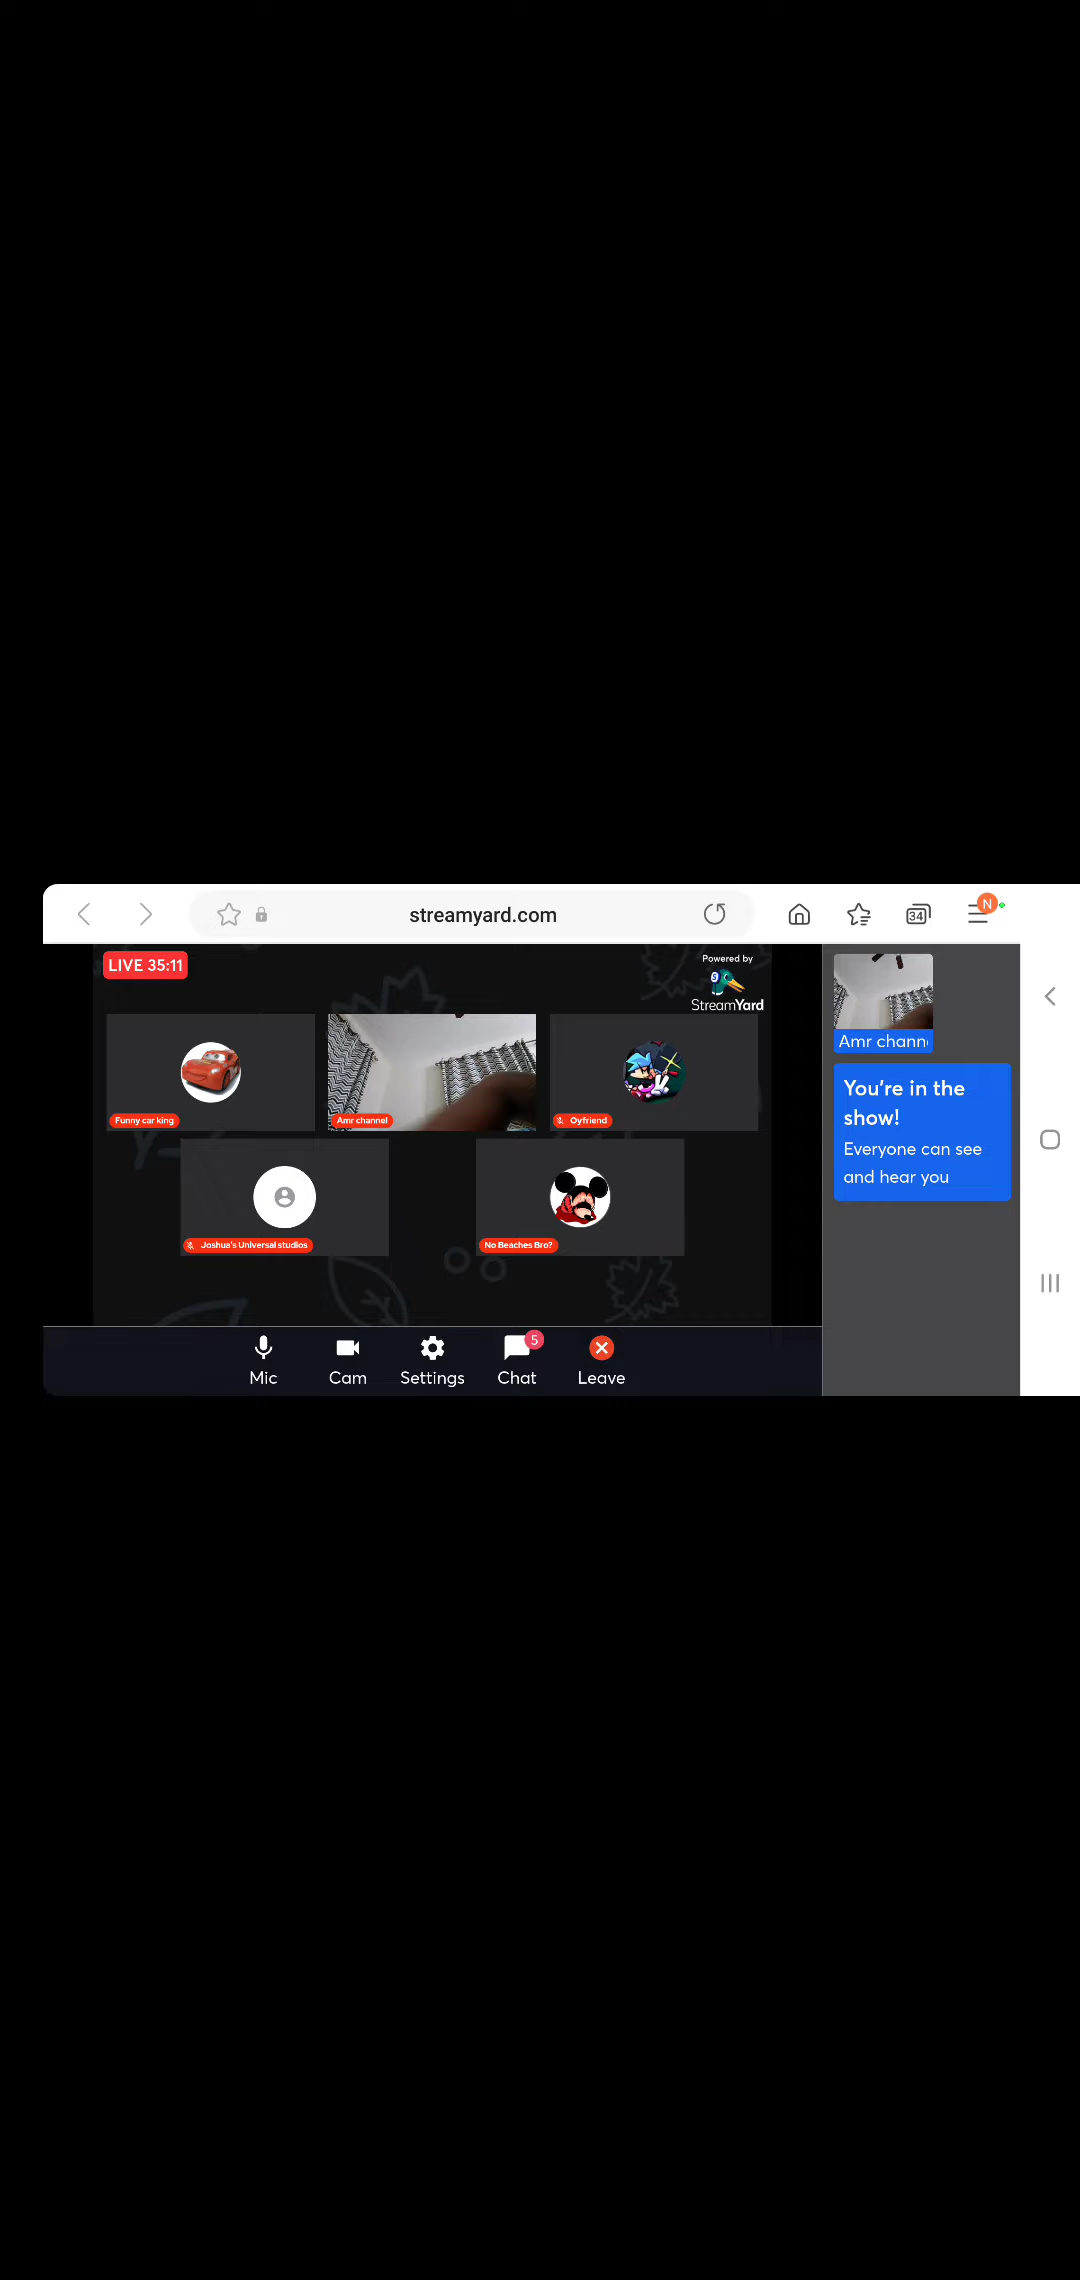 streamyard.com
34
N
LIVE 35:11
Powered by
S
StreamYard
Funny car king
Amr channel
Oyfriend
Joshua's Universal studios
No Beaches Bro?
Amr chann
You're in the
show!
Everyone can see
and hear you
5
Mic
Cam
Settings
Chat
Leave